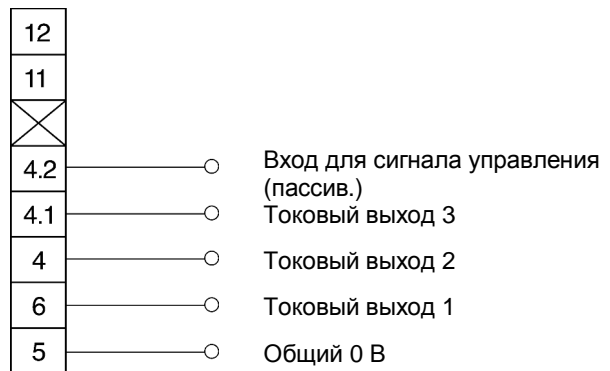 12
11
4.2 Вход для сигнала управления
(пассив.)
4.1 Токовый выход 3
4 Токовый выход 2
6 Токовый выход 1
5 Общий 0 В